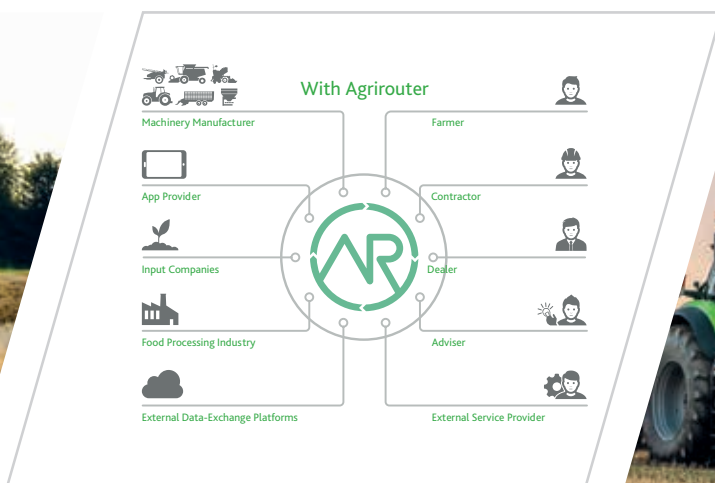 With Agrirouter
Machinery Manufacturer
Farmer
App Provider
Contractor
Input Companies
Dealer
Food Processing Industry
Adviser
External Data-Exchange Platforms
External Service Provider
AR